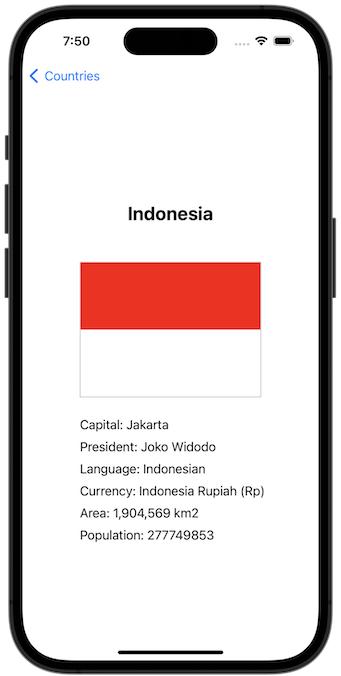 7:50
Countries
Indonesia
Capital: Jakarta
President: Joko Widodo
Language: Indonesian
Currency: Indonesia Rupiah (Rp)
Area: 1,904,569 km2
Population: 277749853